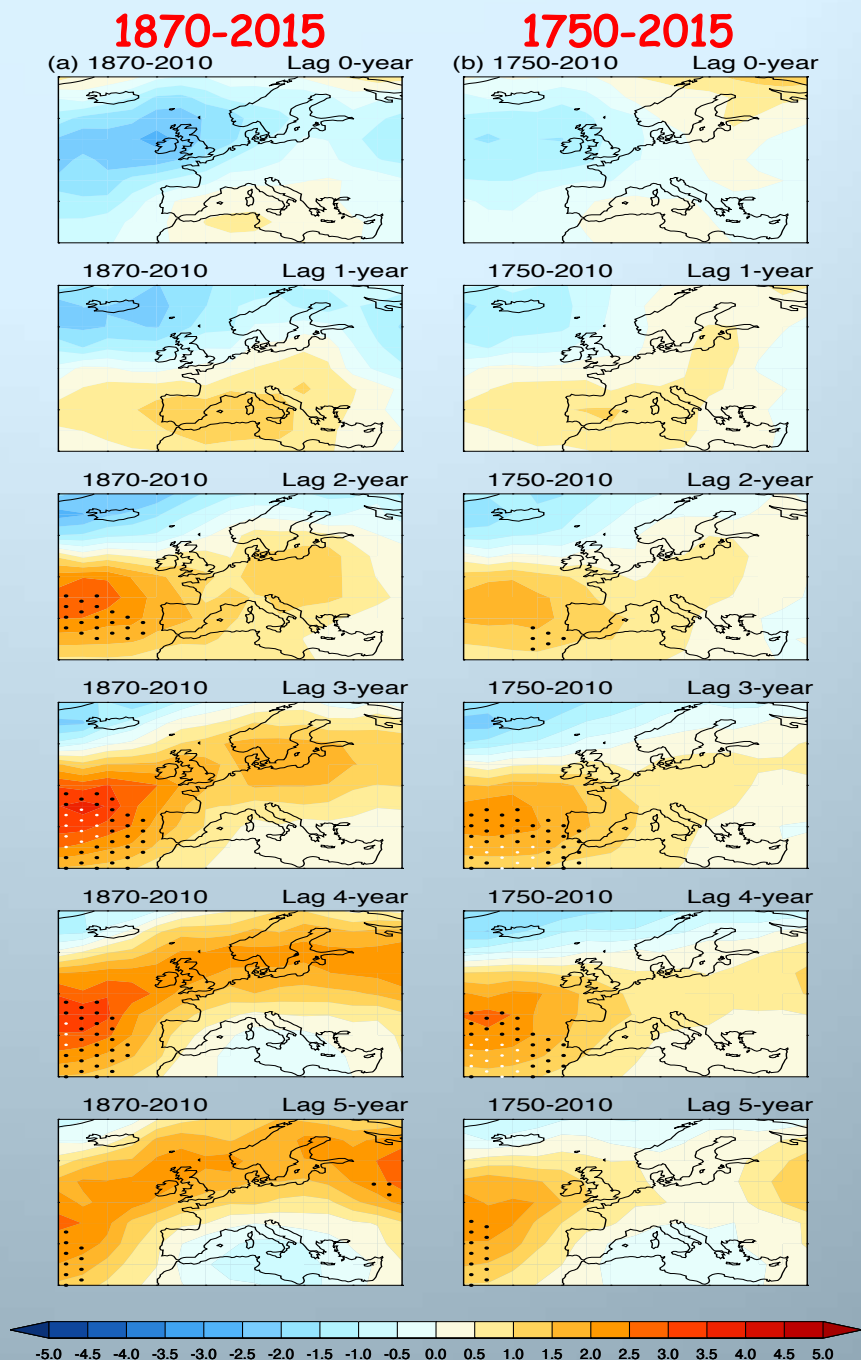 1870-2015 1750-2015
(a) 1870-2010 Lag 0-year (b) 1750-2010 Lag 0-year
1870-2010 Lag 1-year 1750-2010 Lag 1-year
1870-2010 Lag 2-year 1750-2010 Lag 2-year
1870-2010 Lag 3-year 1750-2010 Lag 3-year
1870-2010 Lag 4-year 1750-2010 Lag 4-year
1870-2010 Lag 5-year 1750-2010 Lag 5-year
-5.0 -4.5 -4.0 -3.5 -3.0 -2.5 -2.0 -1.5 -1.0 -0.5 0.0 0.5 1.0 1.5 2.0 2.5 3.0 3.5 4.0 4.5 5.0